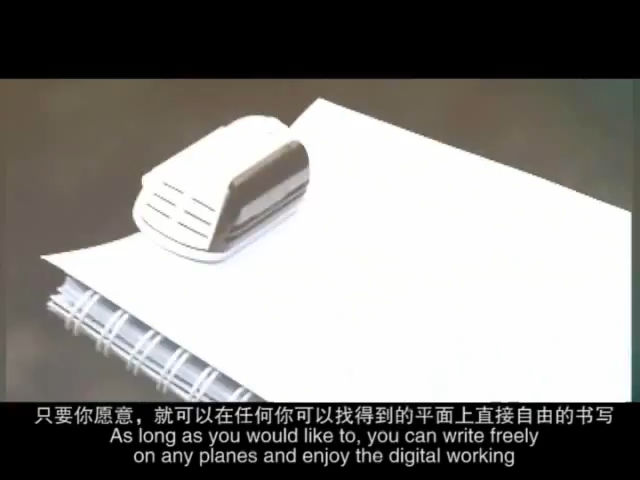 只要你愿意，就可以在任何你可以找得到的平面上直接自由的书写
As long as you would like to, you can write freely
on any planes and enjoy the digital working